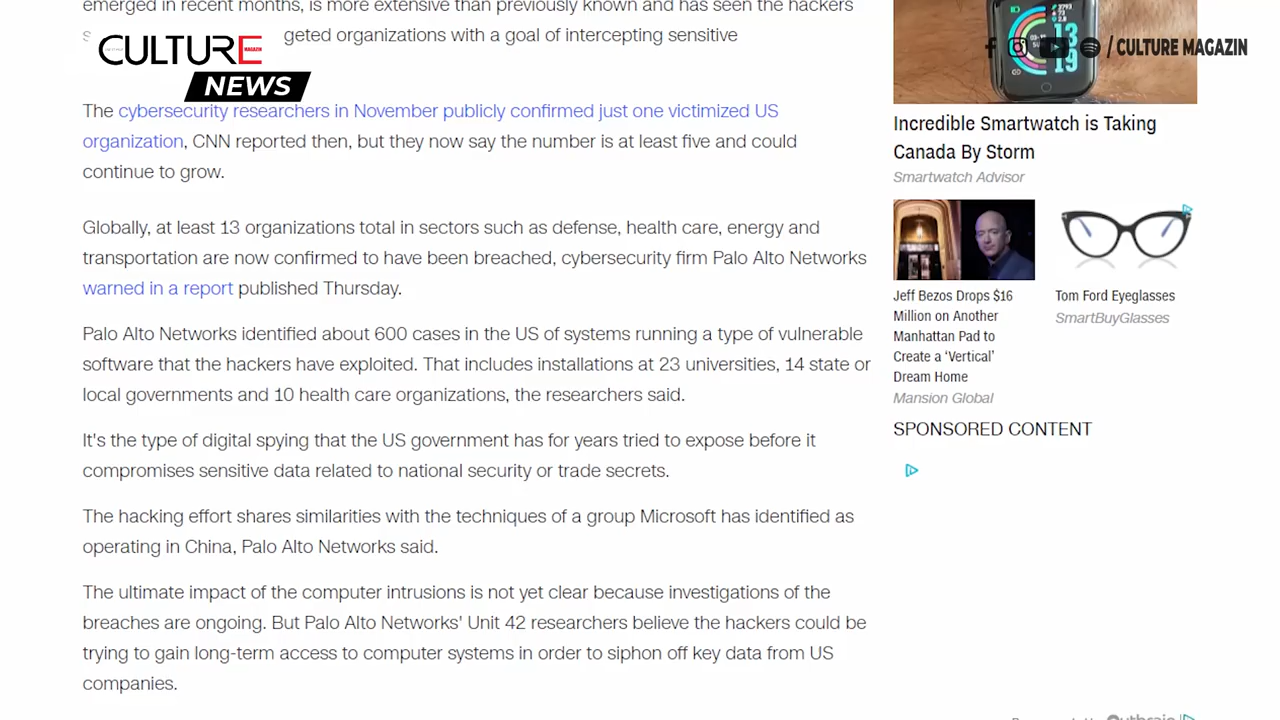 emerged in recent months, is more extensive than previously known and has seen the hackers
geted organizations with a goal of intercepting sensitive
CULTURE
MAGAZIN
NEWS
The cybersecurity researchers in November publicly confirmed just one victimized US
organization, CNN reported then, but they now say the number is at least five and could
continue to grow.
Globally, at least 13 organizations total in sectors such as defense, health care, energy and
transportation are now confirmed to have been breached, cybersecurity firm Palo Alto Networks
warned in a report published Thursday.
Palo Alto Networks identified about 600 cases in the US of systems running a type of vulnerable
software that the hackers have exploited. That includes installations at 23 universities, 14 state or
local governments and 10 health care organizations, the researchers said.
It's the type of digital spying that the US government has for years tried to expose before it
compromises sensitive data related to national security or trade secrets.
The hacking effort shares similarities with the techniques of a group Microsoft has identified as
operating in China, Palo Alto Networks said.
The ultimate impact of the computer intrusions is not yet clear because investigations of the
breaches are ongoing. But Palo Alto Networks' Unit 42 researchers believe the hackers could be
trying to gain long-term access to computer systems in order to siphon off key data from US
companies.
/ CULTURE MAGAZIN
Incredible Smartwatch is Taking
Canada By Storm
Smartwatch Advisor
Jeff Bezos Drops $16
Million on Another
Manhattan Pad to
Create a ‘Vertical’
Dream Home
Mansion Global
Tom Ford Eyeglasses
SmartBuyGlasses
SPONSORED CONTENT